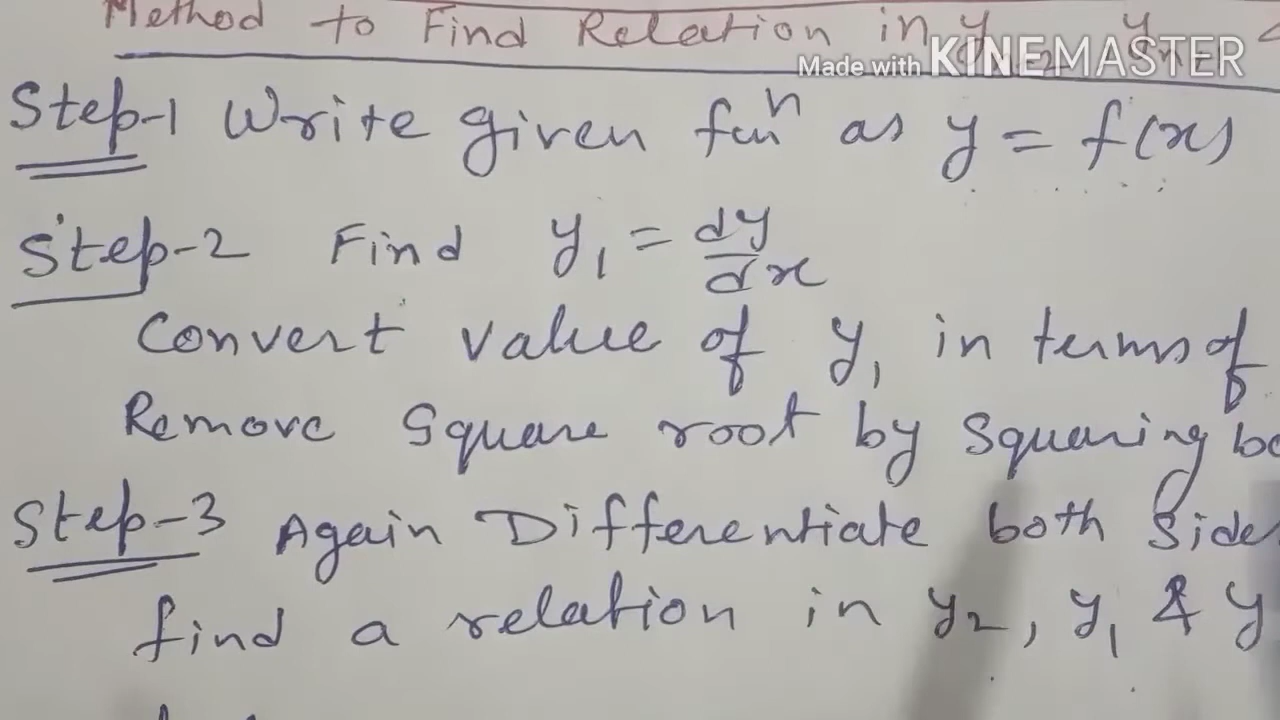 Method to Find Relation in y
Made with KINEMASTER
Step-1 Write given funⁿ as y = f(x)
Step-2 Find y₁ = dy/dx
Convert value of y₁ in terms of
Remove Square root by Squaring bo
Step-3 Again Differentiate both Side
find a relation in y₂, y₁ & y